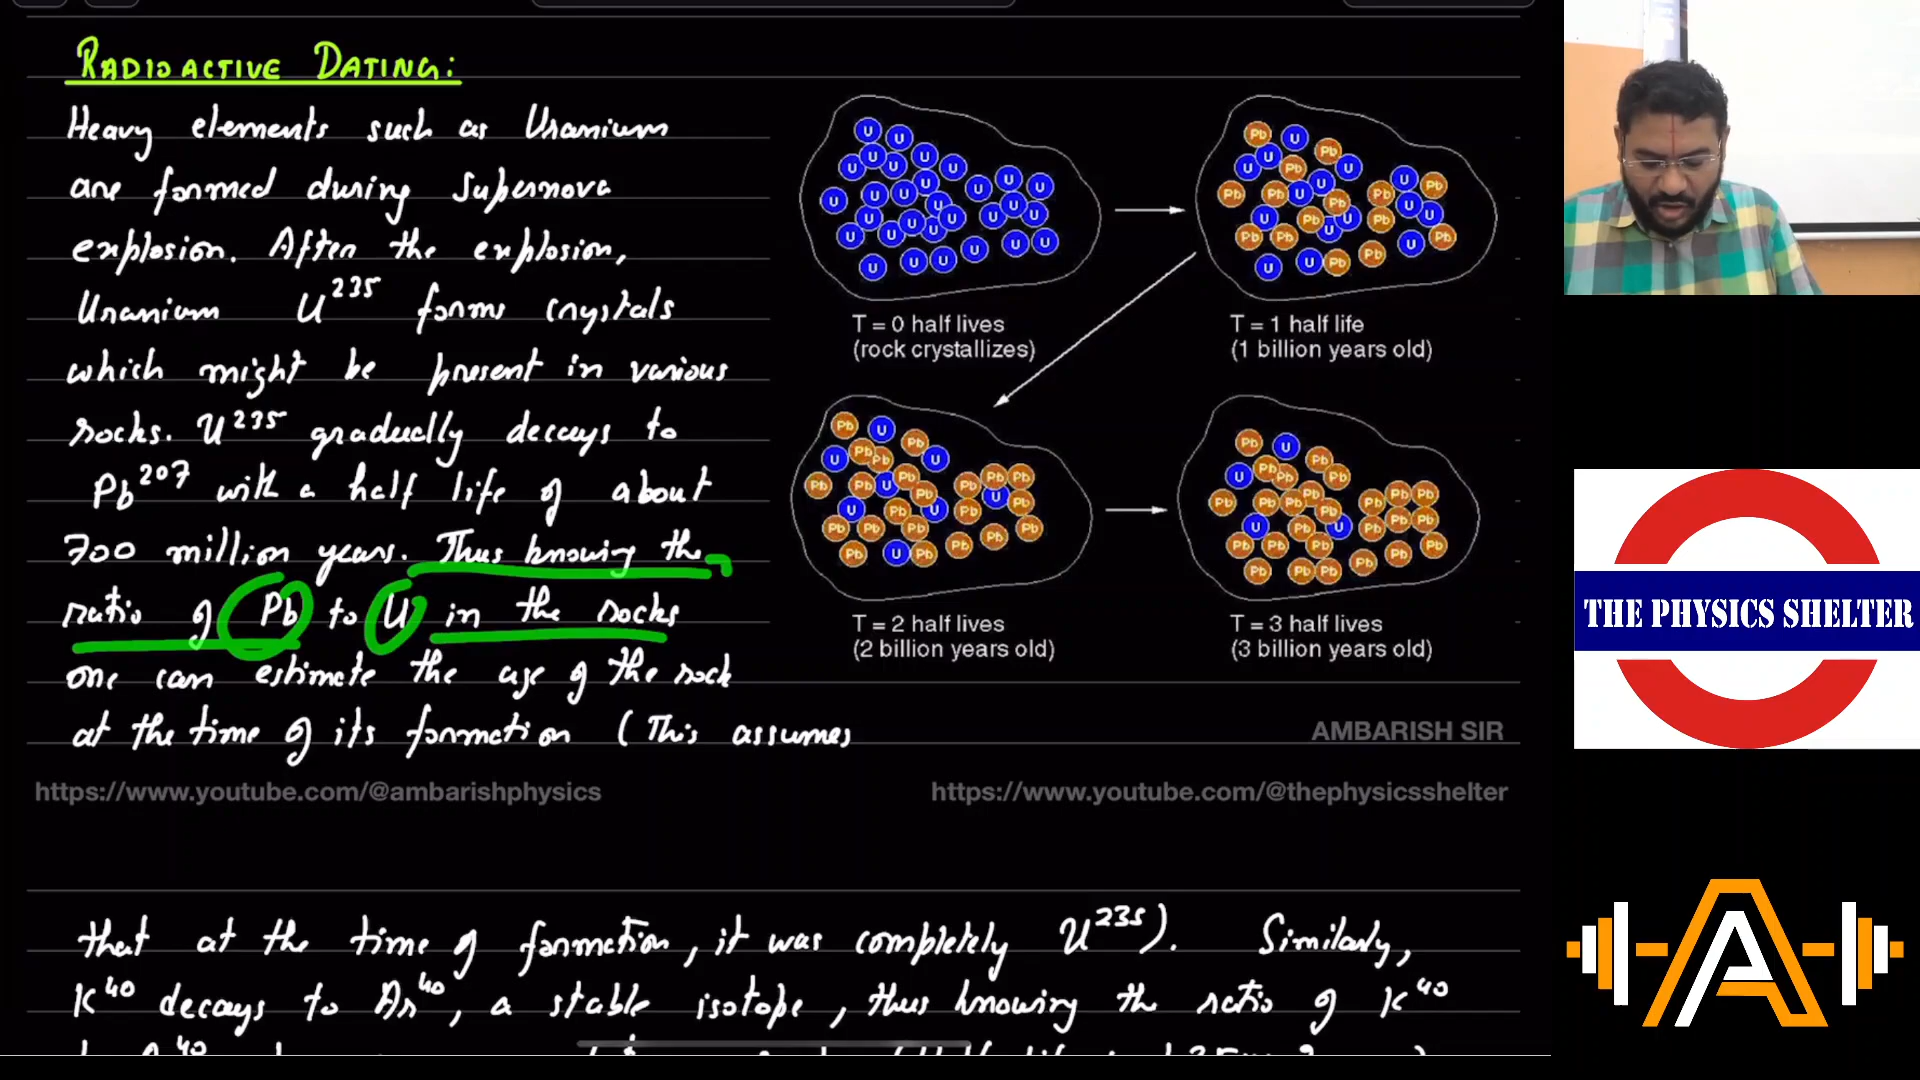 RADIOACTIVE DATING:
Heavy elements such as Uranium
are formed during Supernova
explosion. After the explosion,
Uranium U²³⁵ forms crystals
which might be present in various
rocks. U²³⁵ gradually decays to
Pb²⁰⁷ with a half life of about
700 million years. Thus knowing the
ratio of Pb to U in the rocks
one can estimate the age of the rock
at the time of its formation (This assumes
T = 0 half lives
(rock crystallizes)
T = 1 half life
(1 billion years old)
T = 2 half lives
(2 billion years old)
T = 3 half lives
(3 billion years old)
AMBARISH SIR
https://www.youtube.com/@ambarishphysics
https://www.youtube.com/@thephysicsshelter
that at the time of formation, it was completely U²³⁵). Similarly,
K⁴⁰ decays to Ar⁴⁰, a stable isotope, thus knowing the ratio of K⁴⁰
THE PHYSICS SHELTER